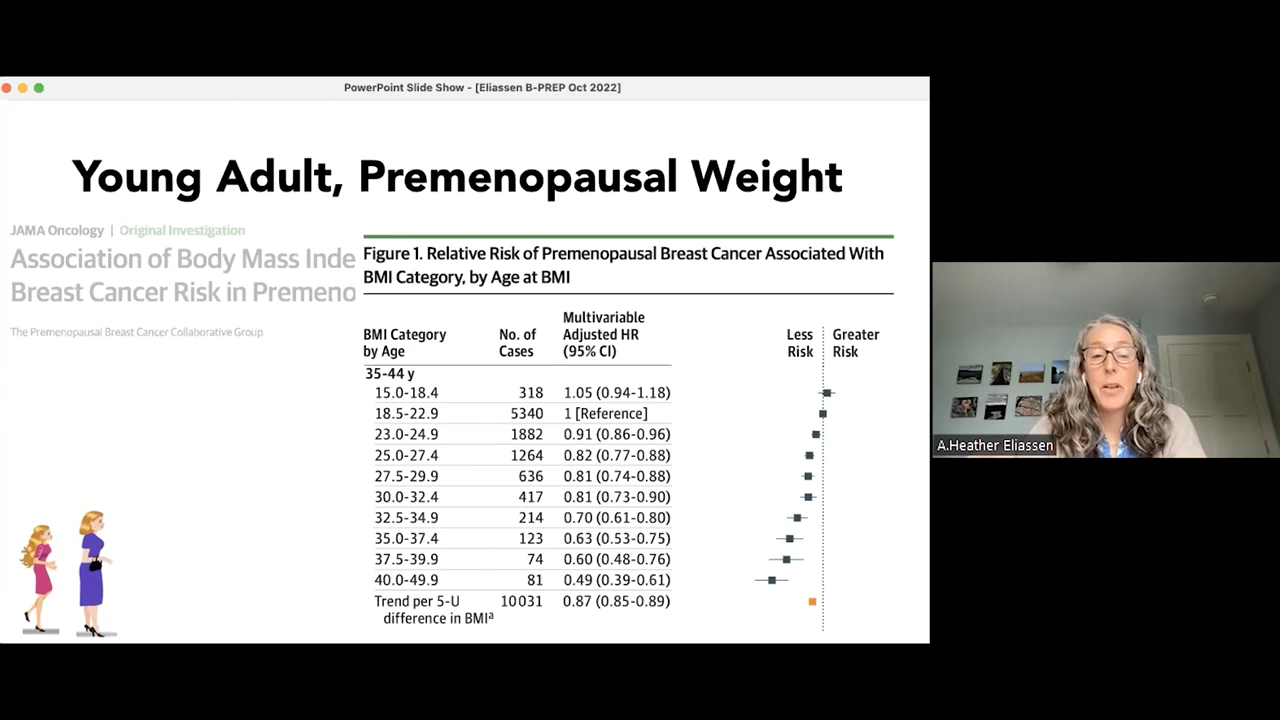 PowerPoint Slide Show - [Eliassen B-PREP Oct 2022]
Young Adult, Premenopausal Weight
JAMA Oncology | Original Investigation
Association of Body Mass Inde
Breast Cancer Risk in Premeno
The Premenopausal Breast Cancer Collaborative Group
Figure 1. Relative Risk of Premenopausal Breast Cancer Associated With
BMI Category, by Age at BMI
BMI Category by Age No. of Cases Multivariable Adjusted HR (95% CI) Less Risk Greater Risk
35-44 y
15.0-18.4 318 1.05 (0.94-1.18)
18.5-22.9 5340 1 [Reference]
23.0-24.9 1882 0.91 (0.86-0.96)
25.0-27.4 1264 0.82 (0.77-0.88)
27.5-29.9 636 0.81 (0.74-0.88)
30.0-32.4 417 0.81 (0.73-0.90)
32.5-34.9 214 0.70 (0.61-0.80)
35.0-37.4 123 0.63 (0.53-0.75)
37.5-39.9 74 0.60 (0.48-0.76)
40.0-49.9 81 0.49 (0.39-0.61)
Trend per 5-U 10031 0.87 (0.85-0.89)
difference in BMIᵃ
A.Heather Eliassen